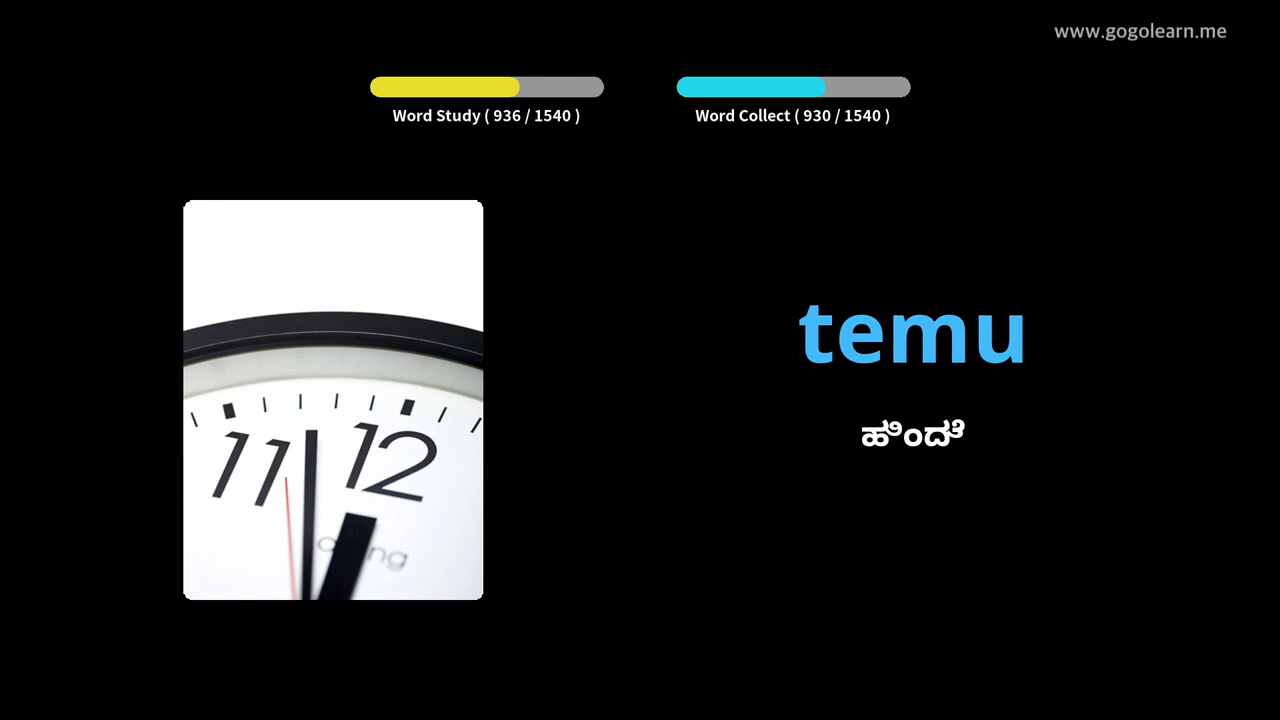 www.gogolearn.me
Word Study ( 936 / 1540 )
Word Collect ( 930 / 1540 )
temu
ಹಿಂದೆ
11 12